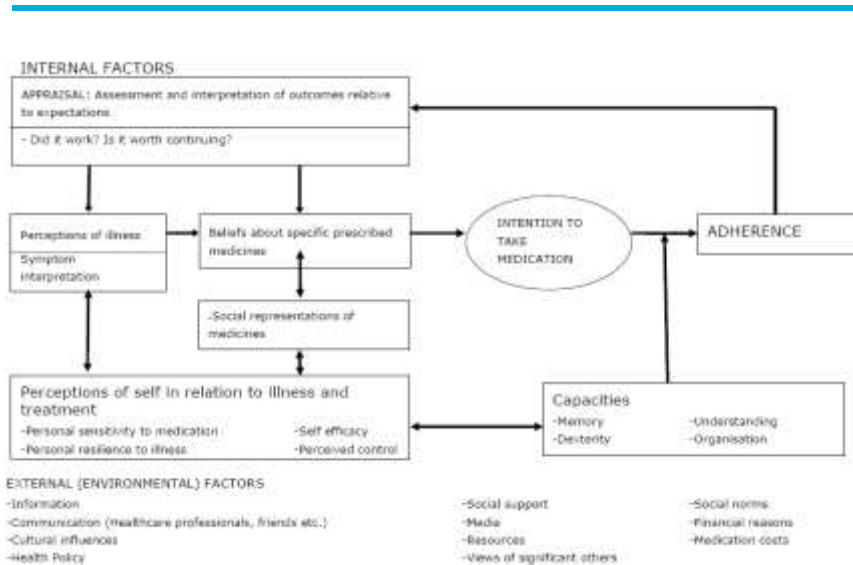 INTERNAL FACTORS
APPRAISAL: Assessment and interpretation of outcomes relative
to expectations
- Did it work? Is it worth continuing?
Perceptions of illness
Symptom
interpretation
Beliefs about specific prescribed
medicines
INTENTION TO
TAKE
MEDICATION
ADHERENCE
-Social representations of
medicines
Perceptions of self in relation to illness and
treatment
-Personal sensitivity to medication
-Self efficacy
-Personal resilience to illness
-Perceived control
Capacities
-Memory
-Understanding
-Dexterity
-Organisation
EXTERNAL (ENVIRONMENTAL) FACTORS
-Information
-Communication (Healthcare professionals, friends etc.)
-Cultural influences
-Health Policy
-Social support
-Media
-Resources
-Views of significant others
-Social norms
-Financial reasons
-Medication costs